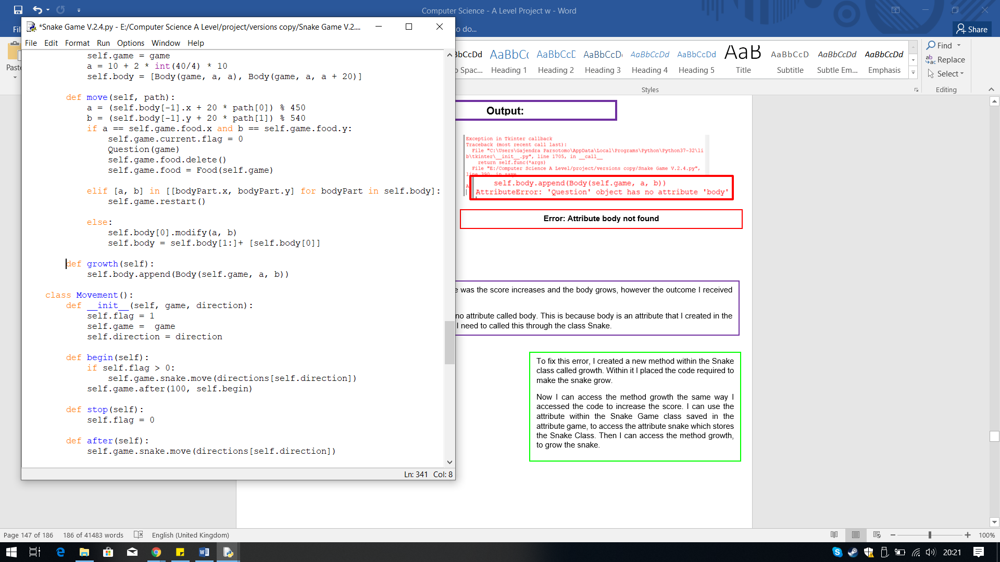 Computer Science - A Level Project w - Word
*Snake Game V.2.4.py - E:/Computer Science A Level/project/versions copy/Snake Game V.2....
File Edit Format Run Options Window Help
o do...
Share
self.game = game
a = 10 + 2 * int(40/4) * 10
self.body = [Body(game, a, a), Body(game, a, a + 20)]
def move(self, path):
a = (self.body[-1].x + 20 * path[0]) % 450
b = (self.body[-1].y + 20 * path[1]) % 540
if a == self.game.food.x and b == self.game.food.y:
self.game.current.flag = 0
Question(game)
self.game.food.delete()
self.game.food = Food(self.game)
elif [a, b] in [[bodyPart.x, bodyPart.y] for bodyPart in self.body]:
self.game.restart()
else:
self.body[0].modify(a, b)
self.body = self.body[1:]+ [self.body[0]]
def growth(self):
self.body.append(Body(self.game, a, b))
class Movement():
def __init__(self, game, direction):
self.flag = 1
self.game =  game
self.direction = direction
def begin(self):
if self.flag > 0:
self.game.snake.move(directions[self.direction])
self.game.after(100, self.begin)
def stop(self):
self.flag = 0
def after(self):
self.game.snake.move(directions[self.direction])
Ln: 341 Col: 8
Paste
bCcDd AaBbC AaBbCcD AaBbCcD AaBbCcDd AaBbCcDd AaB AaBbCcD AaBbCcDd AaBbCcDd
o Spac... Heading 1 Heading 2 Heading 3 Heading 4 Heading 5 Title Subtitle Subtle Em... Emphasis
Styles
Find
Replace
Select
Editing
Output:
Exception in Tkinter callback
Traceback (most recent call last):
File "C:\Users\Gajendra Parsotomo\AppData\Local\Programs\Python\Python37-32\li
b\tkinter\__init__.py", line 1705, in __call__
return self.func(*args)
File "E:/Computer Science A Level/project/versions copy/Snake Game V.2.4.py",
line 390, in save
self.body.append(Body(self.game, a, b))
AttributeError: 'Question' object has no attribute 'body'
Error: Attribute body not found
e was the score increases and the body grows, however the outcome I received
no attribute called body. This is because body is an attribute that I created in the
I need to called this through the class Snake.
To fix this error, I created a new method within the Snake
class called growth. Within it I placed the code required to
make the snake grow.
Now I can access the method growth the same way I
accessed the code to increase the score. I can use the
attribute within the Snake Game class saved in the
attribute game, to access the attribute snake which stores
the Snake Class. Then I can access the method growth,
to grow the snake.
Page 147 of 186 186 of 41483 words English (United Kingdom)
100%
20:21